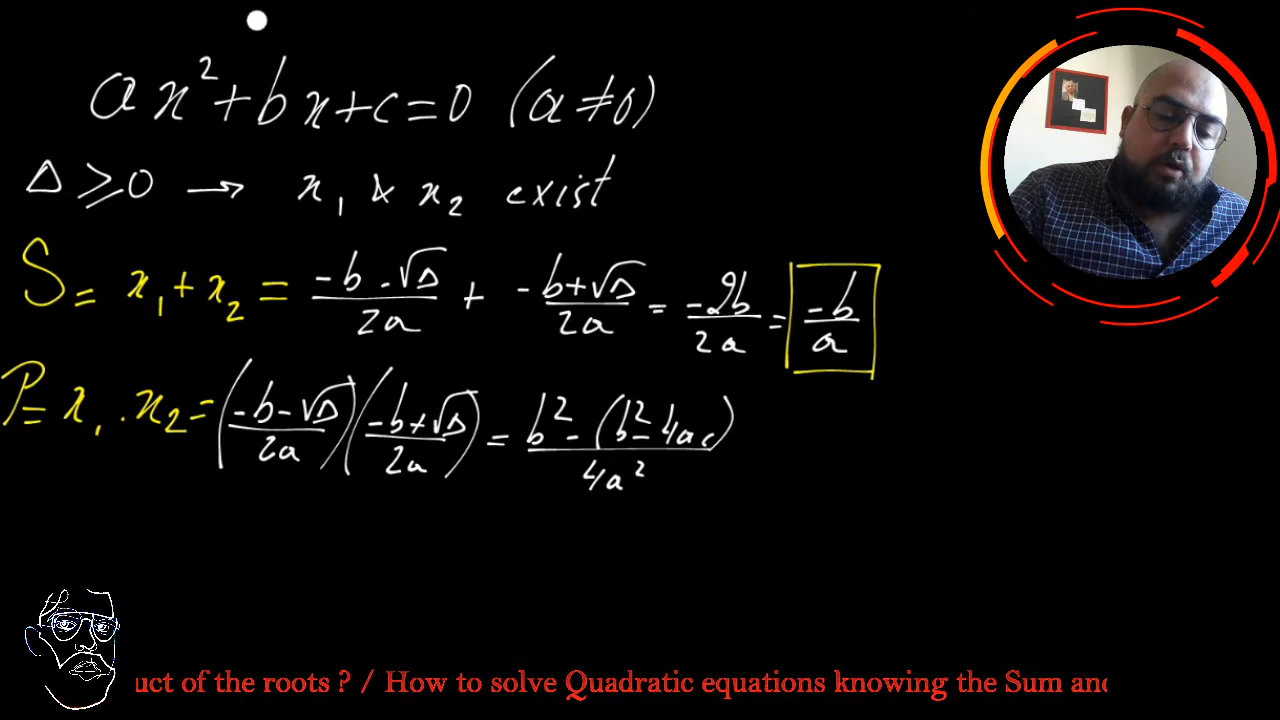 ax²+bx+c=0 (a≠0)
Δ ⩾ 0 → x₁ & x₂ exist
S = x₁ + x₂ = (-b - √Δ)/2a + (-b + √Δ)/2a = -2b/2a = -b/a
P = x₁ . x₂ = ((-b - √Δ)/2a)((-b + √Δ)/2a) = (b² - (b² - 4ac))/4a²
uct of the roots ? / How to solve Quadratic equations knowing the Sum and